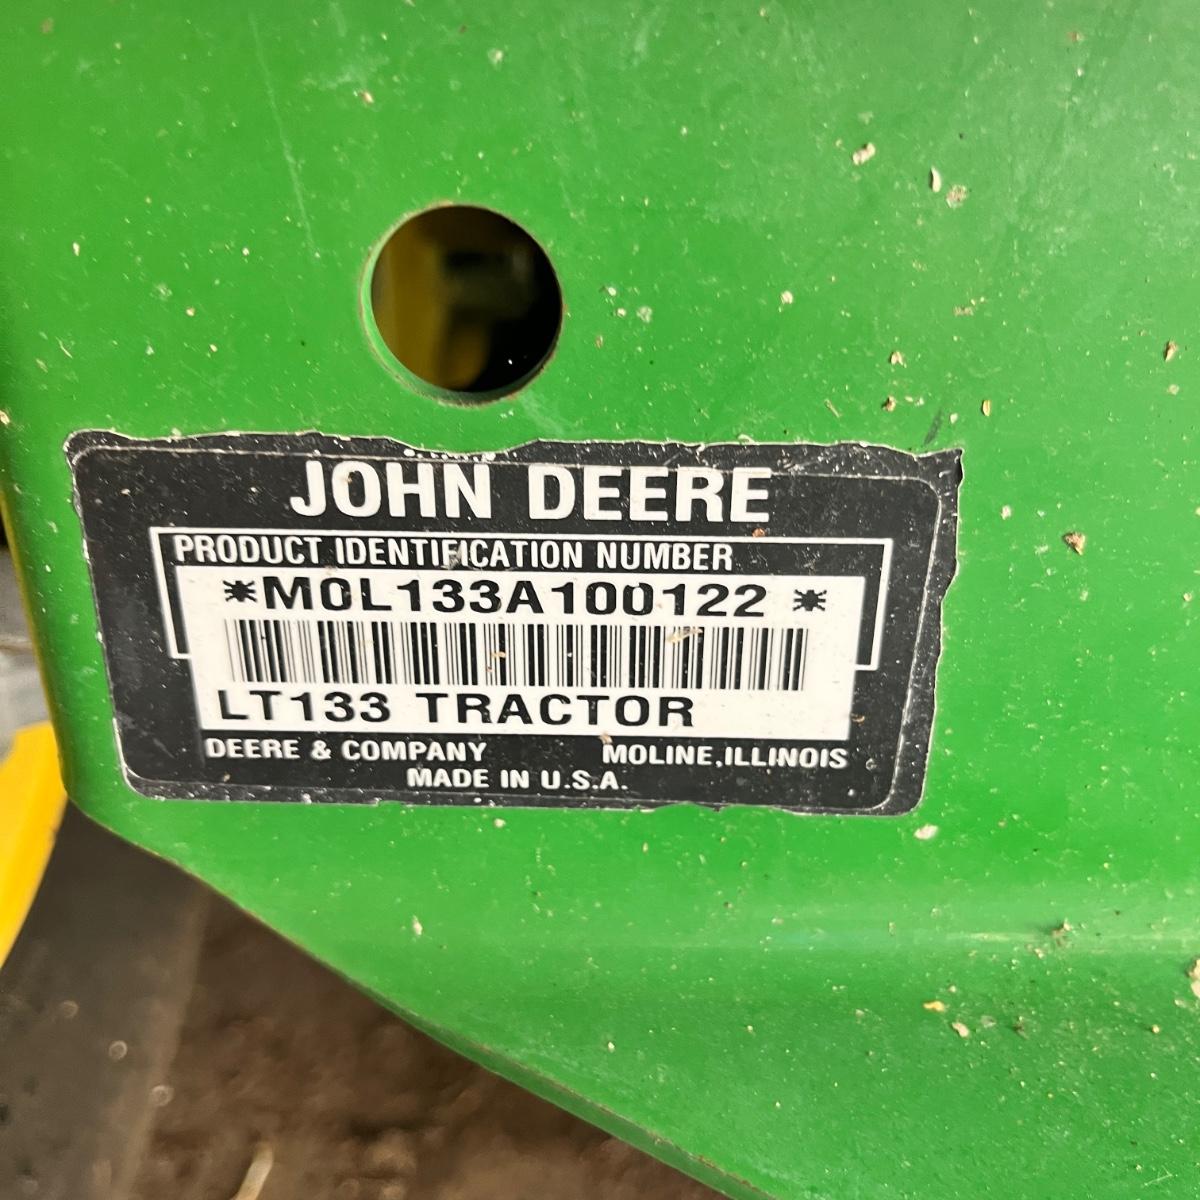 JOHN DEERE
PRODUCT IDENTIFICATION NUMBER
*M0L133A100122 *
LT133 TRACTOR
DEERE & COMPANY MOLINE, ILLINOIS
MADE IN U.S.A.